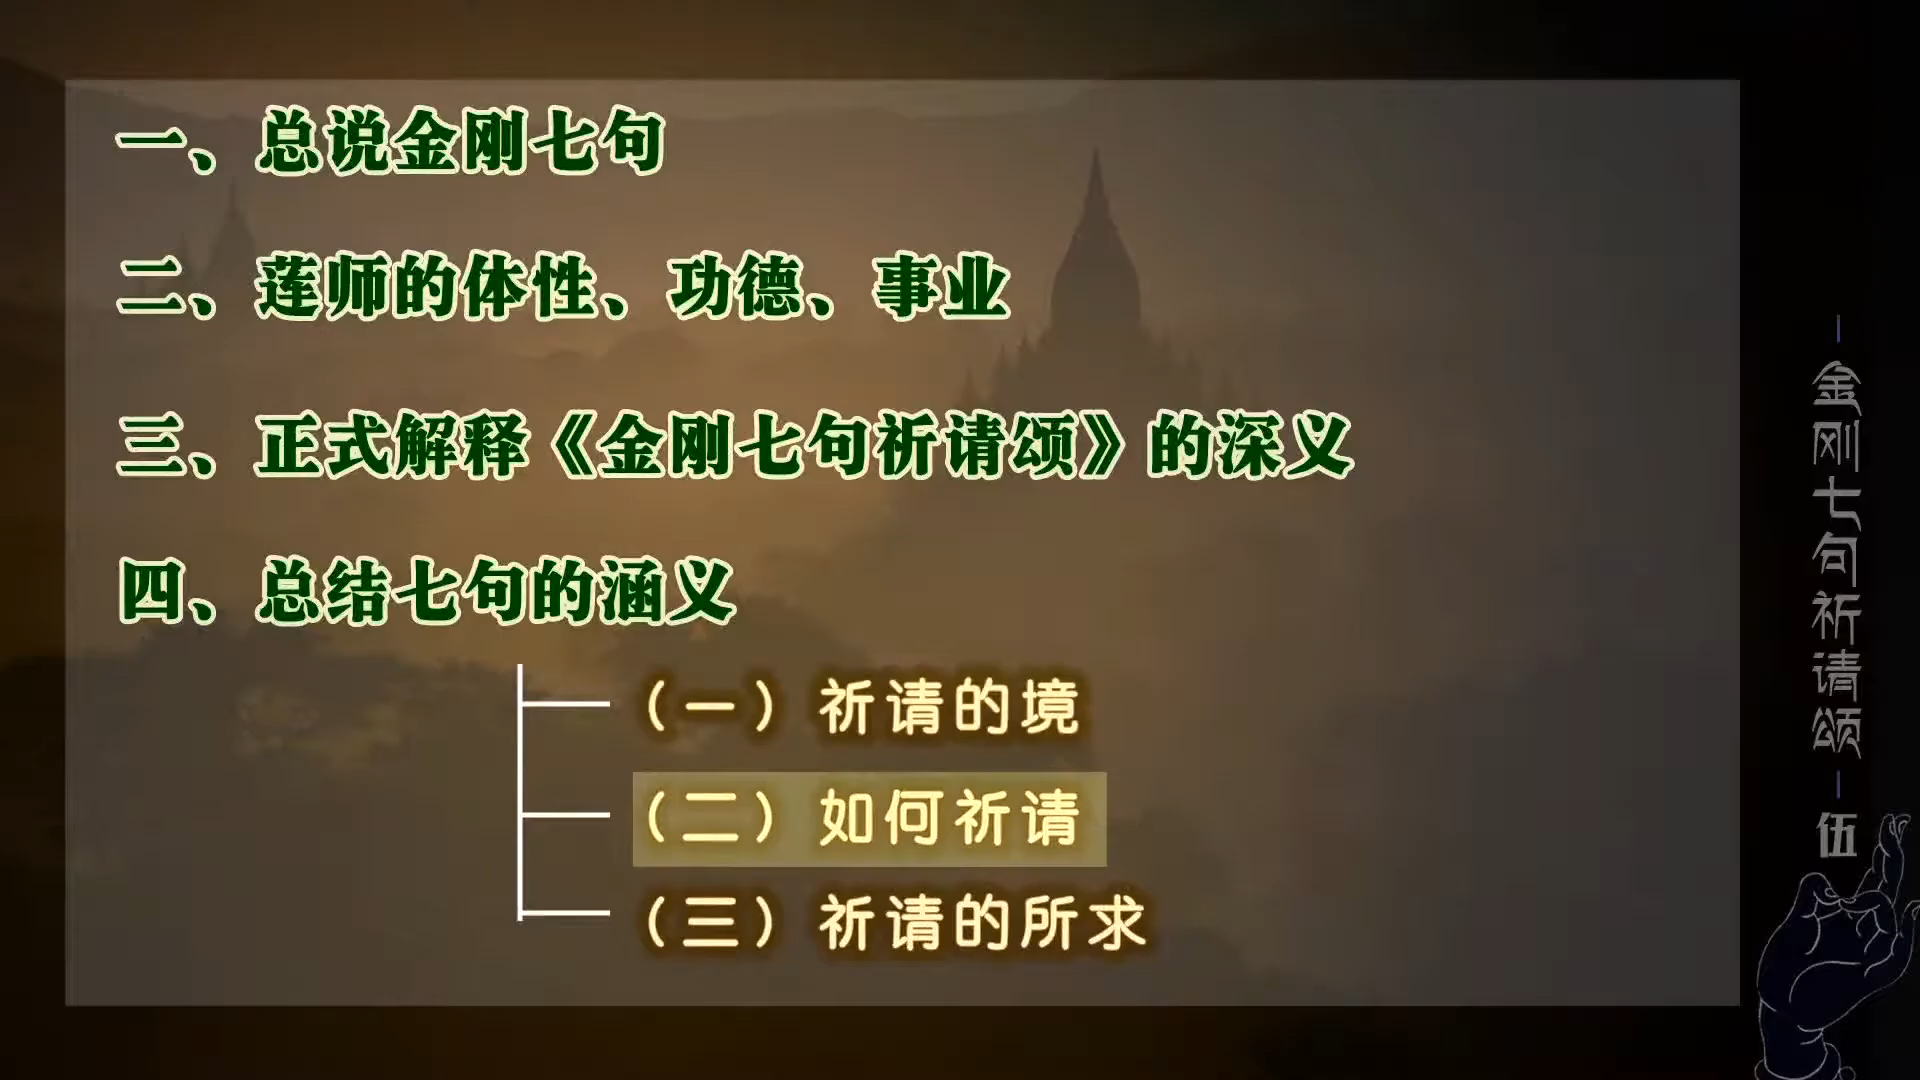 一、总说金刚七句
二、莲师的体性、功德、事业
三、正式解释《金刚七句祈请颂》的深义
四、总结七句的涵义
（一）祈请的境
（二）如何祈请
（三）祈请的所求
金刚七句祈请颂
伍